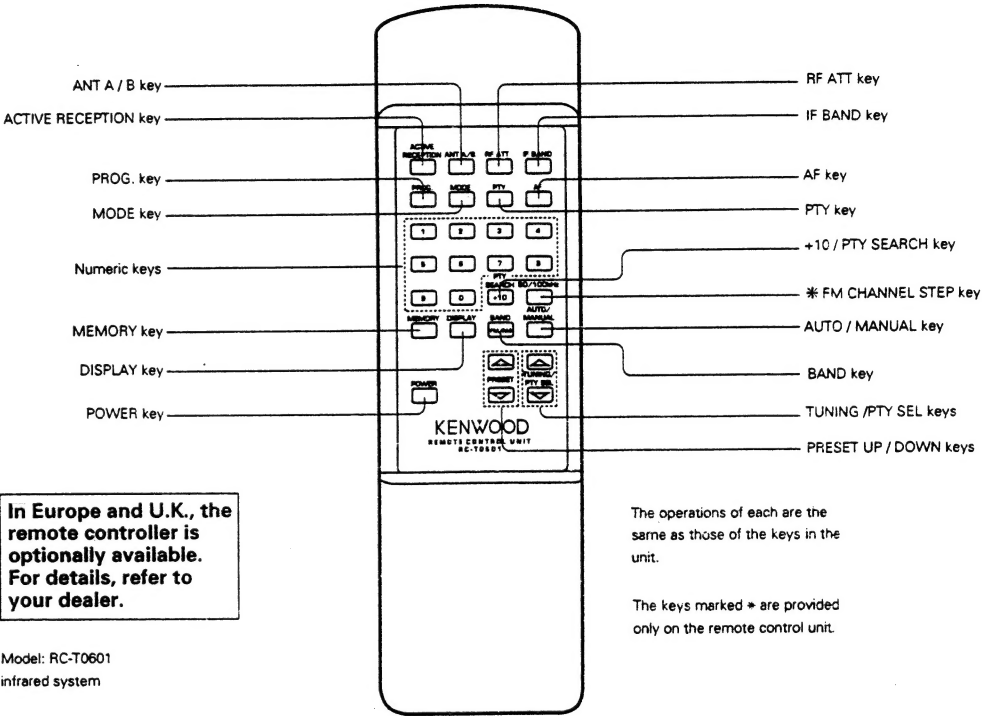 ANT A / B key
ACTIVE RECEPTION key
PROG. key
MODE key
Numeric keys
MEMORY key
DISPLAY key
POWER key
ACTIVE
RECEPTION ANT A/B RF ATT IF BAND
PROG. MODE PTY AF
1 2 3 4
5 6 7 8
PTY
SEARCH 50/100kHz
9 0 +10
AUTO/
MEMORY DISPLAY BAND MANUAL
FM/AM
PRESET
TUNING/
PTY SEL
POWER
KENWOOD
REMOTE CONTROL UNIT
RC-T0601
RF ATT key
IF BAND key
AF key
PTY key
+10 / PTY SEARCH key
* FM CHANNEL STEP key
AUTO / MANUAL key
BAND key
TUNING /PTY SEL keys
PRESET UP / DOWN keys
In Europe and U.K., the
remote controller is
optionally available.
For details, refer to
your dealer.
Model: RC-T0601
infrared system
The operations of each are the
same as those of the keys in the
unit.
The keys marked * are provided
only on the remote control unit.